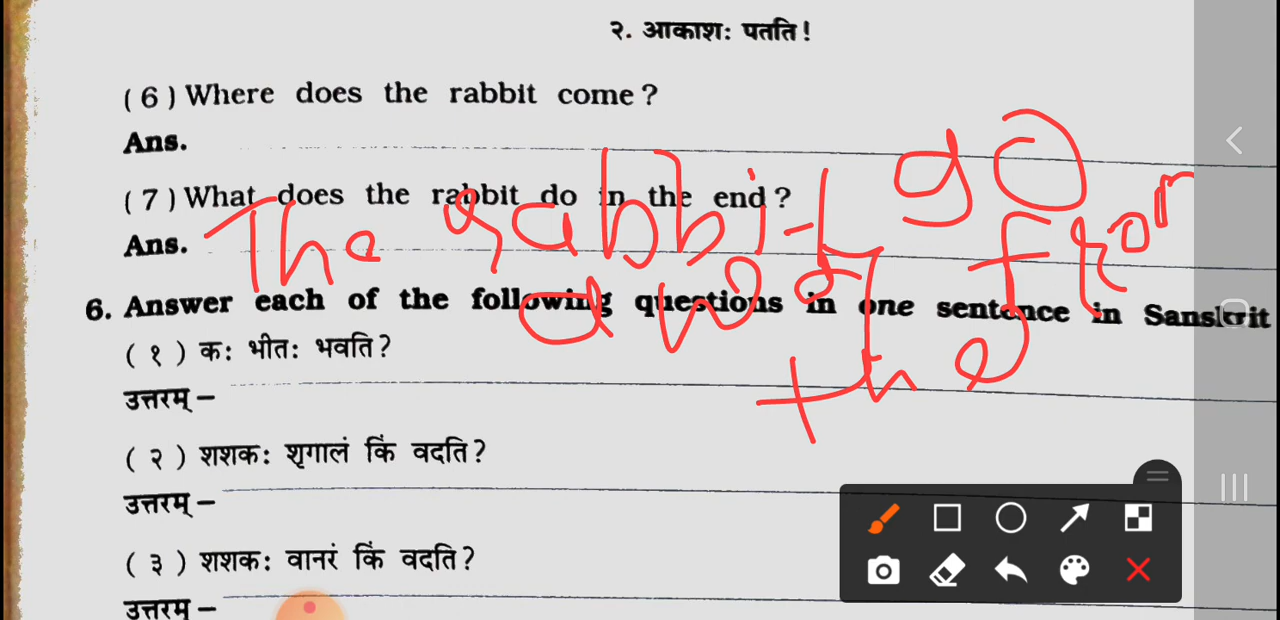 २. आकाशः पतति!
(6) Where does the rabbit come?
Ans.
(7) What does the rabbit do in the end?
Ans.
The rabbit go
away from
the
6. Answer each of the following questions in one sentence in Sanskrit
(१) कः भीतः भवति?
उत्तरम् –
(२) शशकः शृगालं किं वदति?
उत्तरम् –
(३) शशकः वानरं किं वदति?
उत्तरम् –